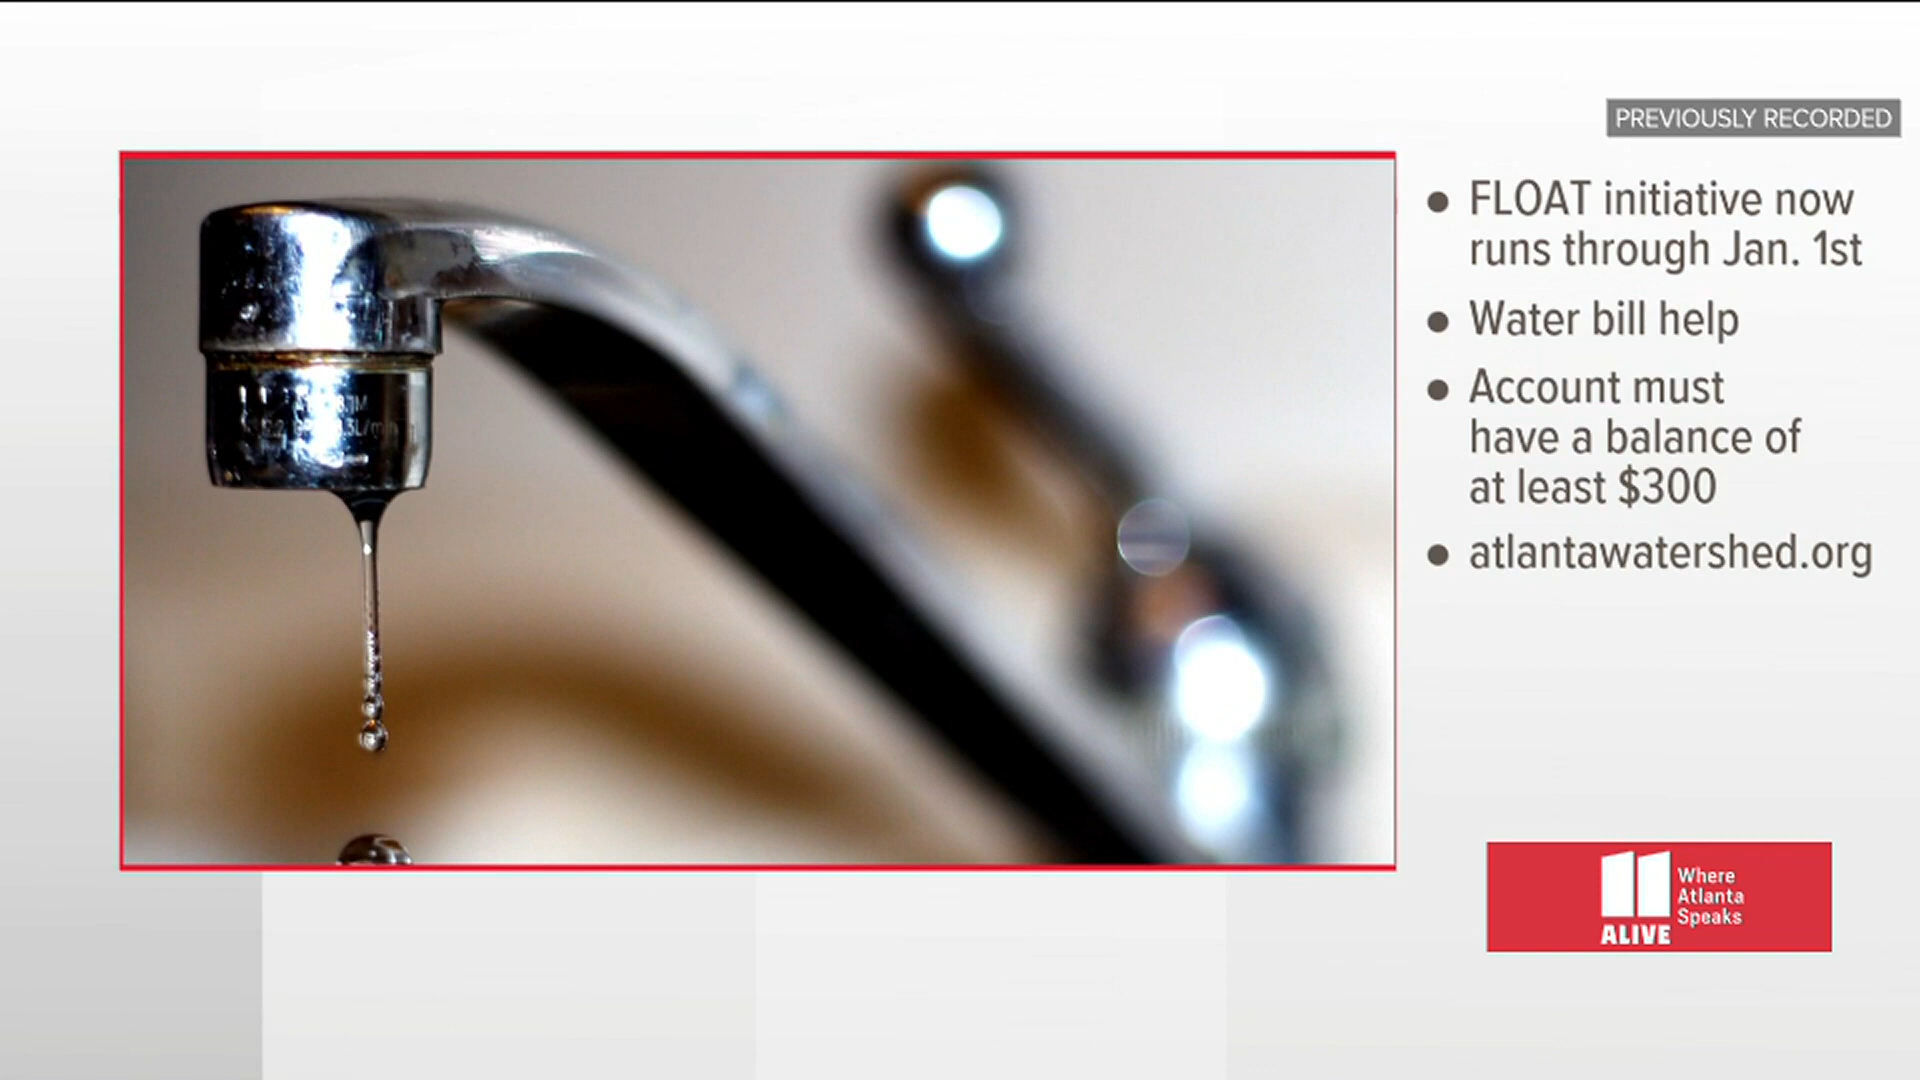 PREVIOUSLY RECORDED
● FLOAT initiative now
runs through Jan. 1st
● Water bill help
● Account must
have a balance of
at least $300
● atlantawatershed.org
11
ALIVE
Where
Atlanta
Speaks